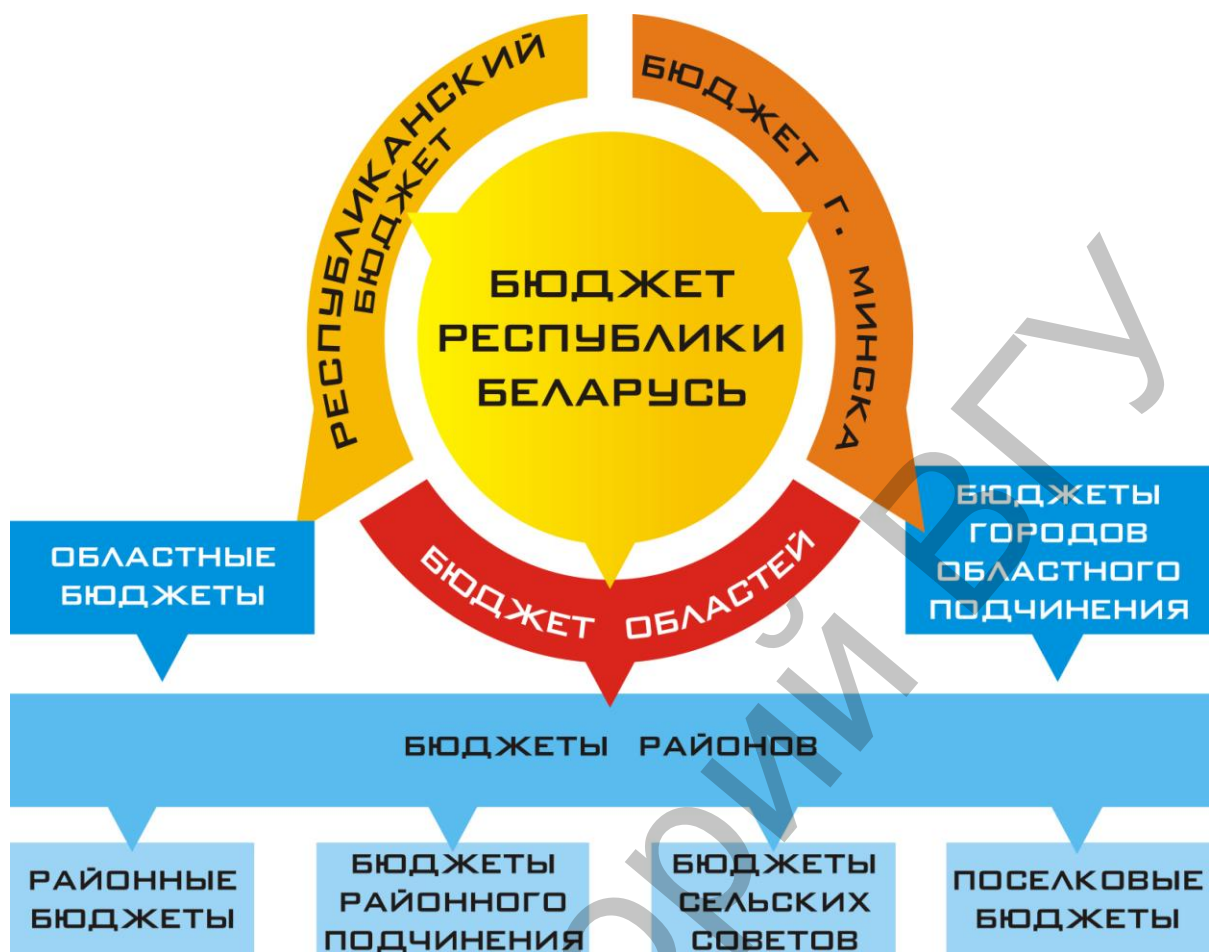 РЕСПУБЛИКАНСКИЙ
БЮДЖЕТ
БЮДЖЕТ Г. МИНСКА
БЮДЖЕТ
РЕСПУБЛИКИ
БЕЛАРУСЬ
БЮДЖЕТ ОБЛАСТЕЙ
ОБЛАСТНЫЕ
БЮДЖЕТЫ
БЮДЖЕТЫ
ГОРОДОВ
ОБЛАСТНОГО
ПОДЧИНЕНИЯ
БЮДЖЕТЫ РАЙОНОВ
РАЙОННЫЕ
БЮДЖЕТЫ
БЮДЖЕТЫ
РАЙОННОГО
ПОДЧИНЕНИЯ
БЮДЖЕТЫ
СЕЛЬСКИХ
СОВЕТОВ
ПОСЕЛКОВЫЕ
БЮДЖЕТЫ
ВГУ